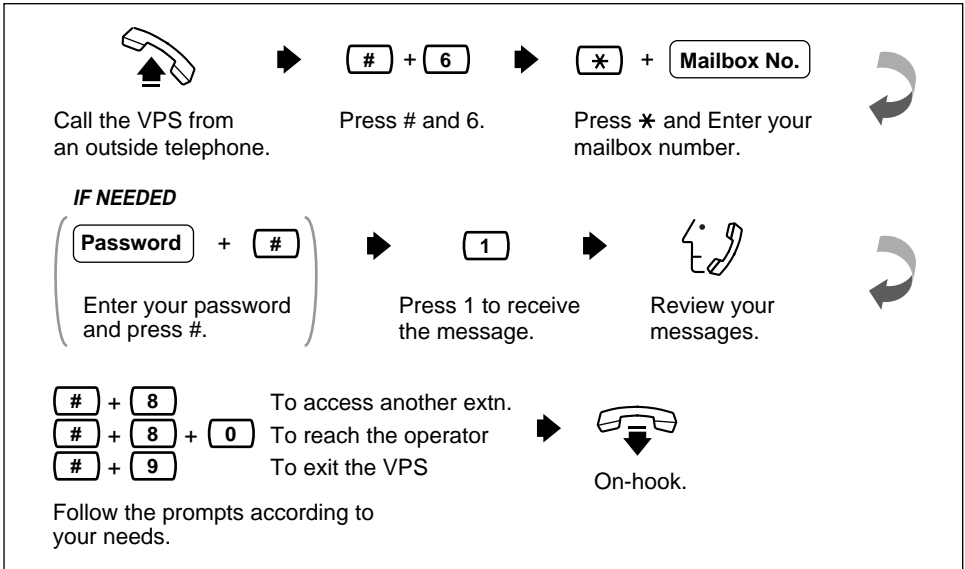 # + 6 * + Mailbox No.
Call the VPS from Press # and 6. Press * and Enter your
an outside telephone. mailbox number.
IF NEEDED
Password + # 1
Enter your password Press 1 to receive Review your
and press #. the message. messages.
# + 8 To access another extn.
# + 8 + 0 To reach the operator
# + 9 To exit the VPS
On-hook.
Follow the prompts according to
your needs.